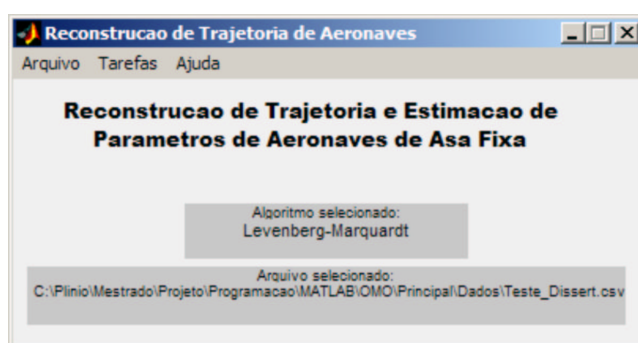 Reconstrucao de Trajetoria de Aeronaves
Arquivo Tarefas Ajuda
Reconstrucao de Trajetoria e Estimacao de
Parametros de Aeronaves de Asa Fixa
Algoritmo selecionado:
Levenberg-Marquardt
Arquivo selecionado:
C:\Plinio\Mestrado\Projeto\Programacao\MATLAB\OMO\Principal\Dados\Teste_Dissert.csv